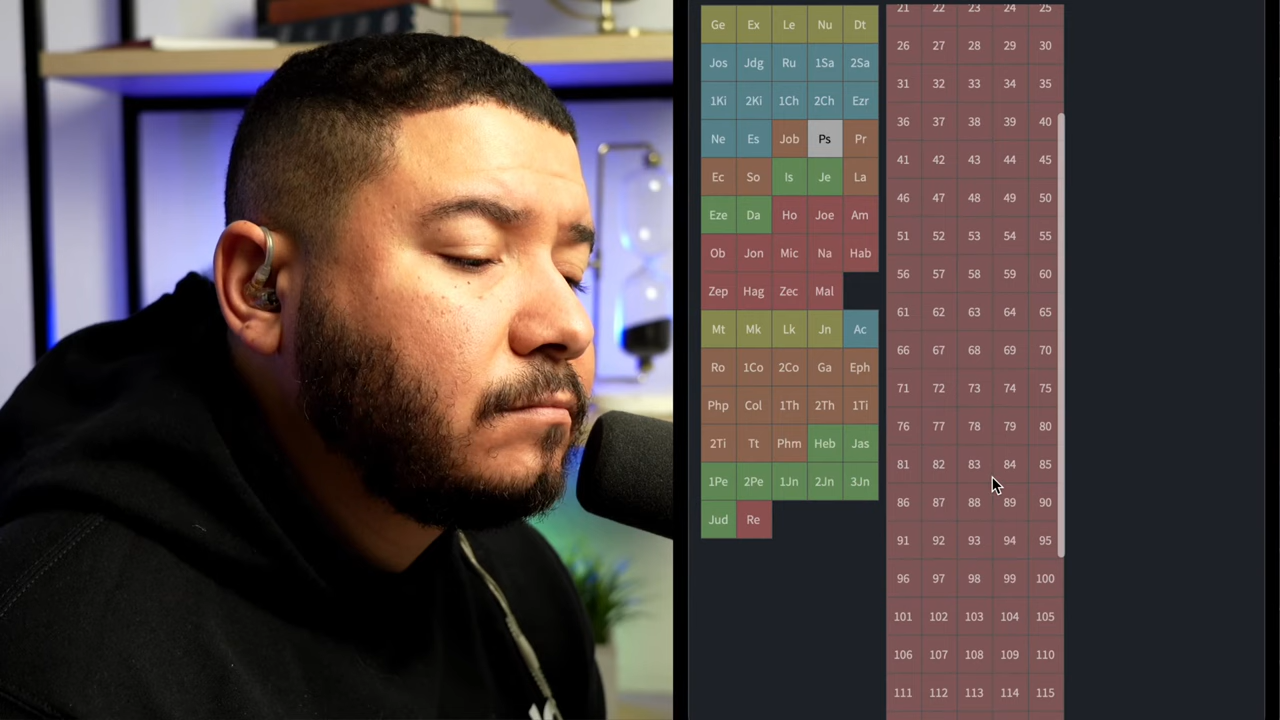 Ge Ex Le Nu Dt
Jos Jdg Ru 1Sa 2Sa
1Ki 2Ki 1Ch 2Ch Ezr
Ne Es Job Ps Pr
Ec So Is Je La
Eze Da Ho Joe Am
Ob Jon Mic Na Hab
Zep Hag Zec Mal
Mt Mk Lk Jn Ac
Ro 1Co 2Co Ga Eph
Php Col 1Th 2Th 1Ti
2Ti Tt Phm Heb Jas
1Pe 2Pe 1Jn 2Jn 3Jn
Jud Re
21 22 23 24 25
26 27 28 29 30
31 32 33 34 35
36 37 38 39 40
41 42 43 44 45
46 47 48 49 50
51 52 53 54 55
56 57 58 59 60
61 62 63 64 65
66 67 68 69 70
71 72 73 74 75
76 77 78 79 80
81 82 83 84 85
86 87 88 89 90
91 92 93 94 95
96 97 98 99 100
101 102 103 104 105
106 107 108 109 110
111 112 113 114 115